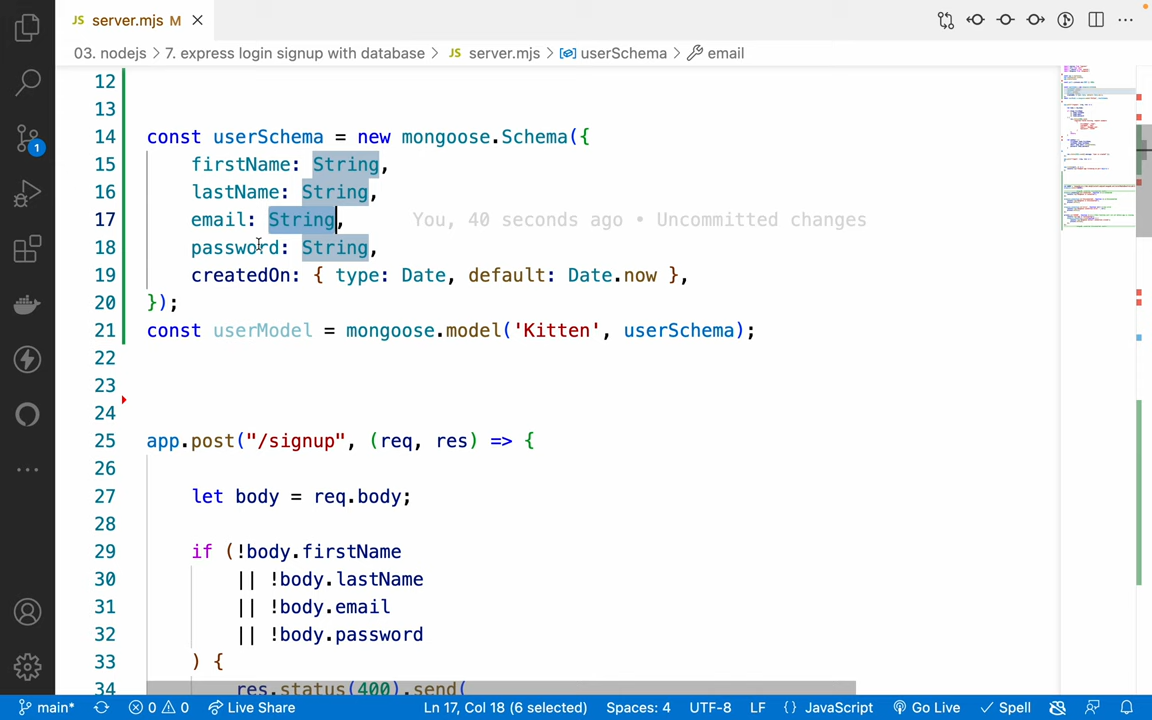 JS server.mjs M
03. nodejs > 7. express login signup with database > JS server.mjs > userSchema > email
12
13
14 const userSchema = new mongoose.Schema({
15 firstName: String,
16 lastName: String,
17 email: String, You, 40 seconds ago • Uncommitted changes
18 password: String,
19 createdOn: { type: Date, default: Date.now },
20 });
21 const userModel = mongoose.model('Kitten', userSchema);
22
23
24
25 app.post("/signup", (req, res) => {
26
27 let body = req.body;
28
29 if (!body.firstName
30 || !body.lastName
31 || !body.email
32 || !body.password
33 ) {
34 res.status(400).send(
1
main* 0 0 Live Share Ln 17, Col 18 (6 selected) Spaces: 4 UTF-8 LF {} JavaScript Go Live Spell